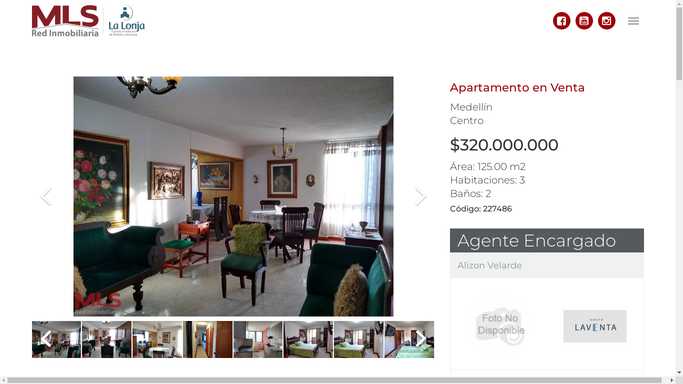 MLS
Red Inmobiliaria
La Lonja
Apartamento en Venta
Medellín
Centro
$320.000.000
Área: 125.00 m2
Habitaciones: 3
Baños: 2
Código: 227486
Agente Encargado
Alizon Velarde
Foto No
Disponible
LAVENTA
MLS